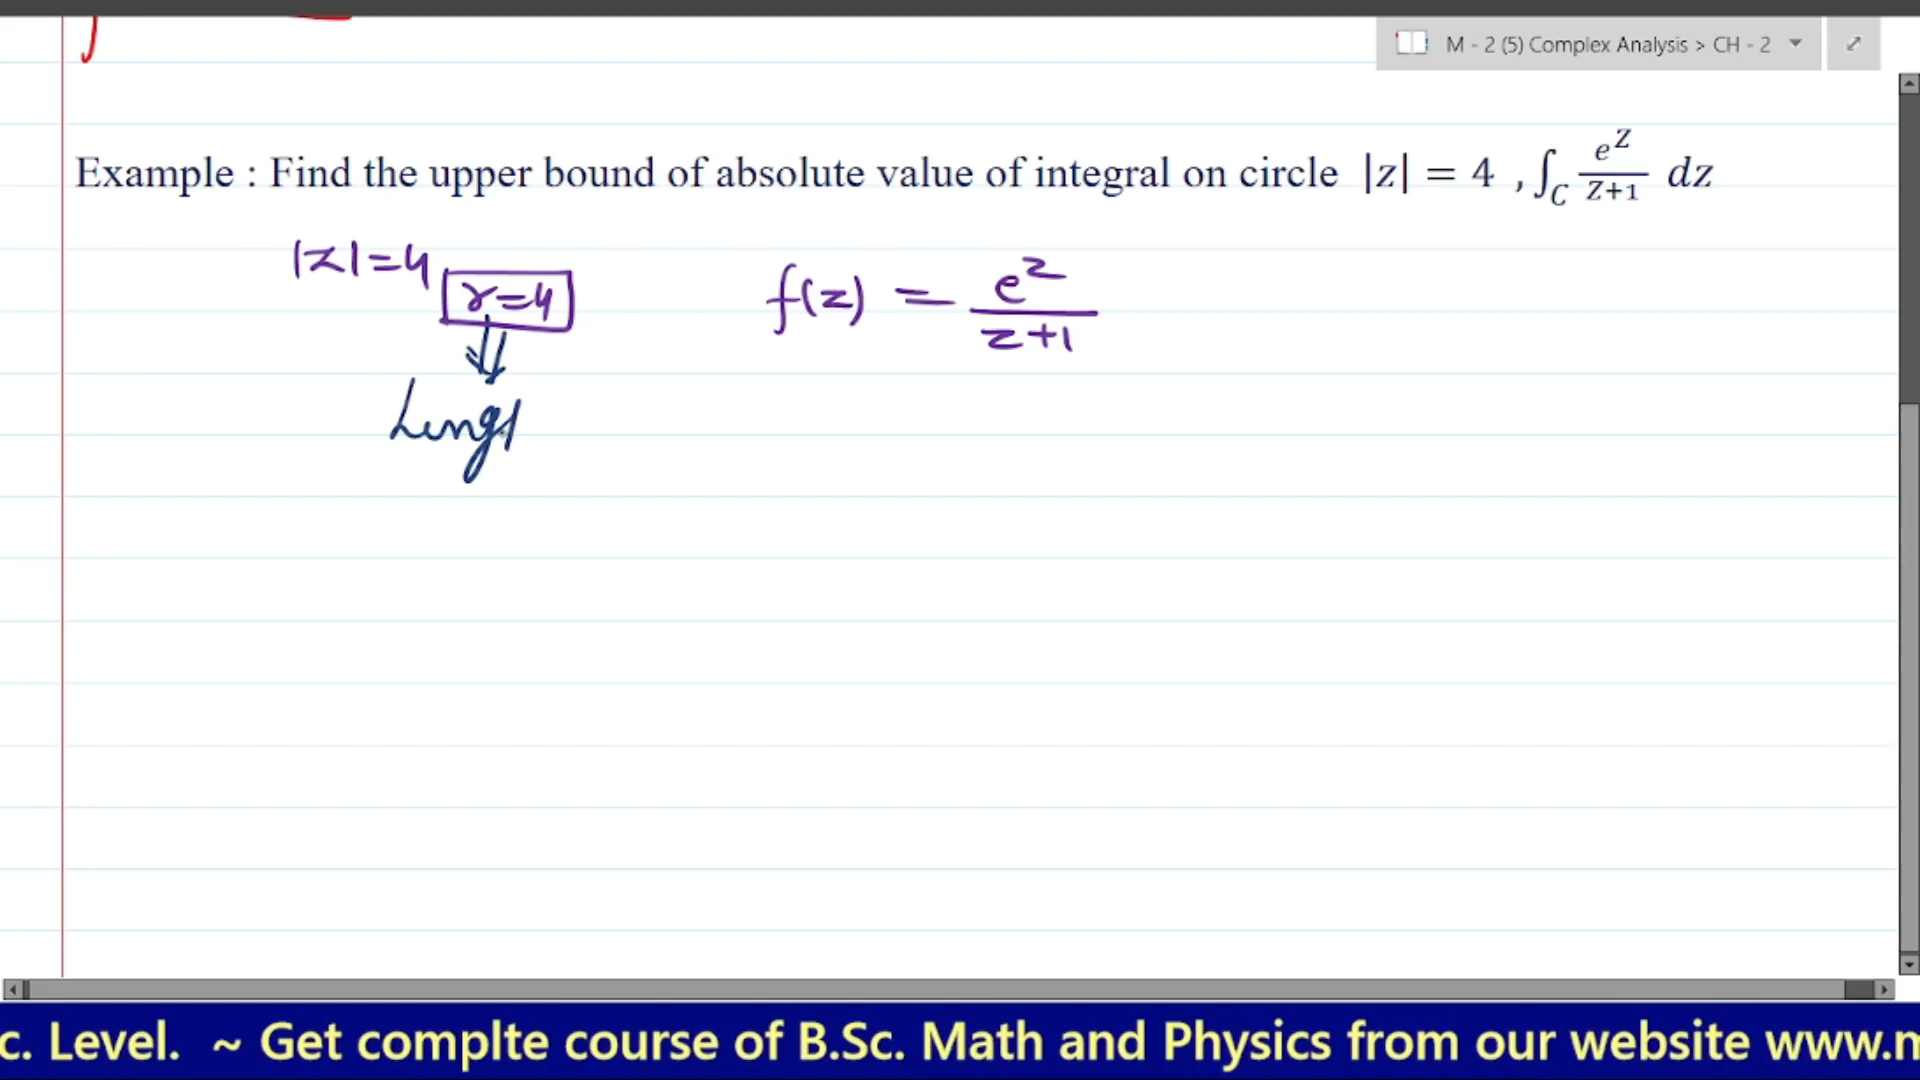 M - 2 (5) Complex Analysis > CH - 2
Example : Find the upper bound of absolute value of integral on circle |z| = 4 , ∫_C e^Z/(Z+1) dz
|z|=4
r=4
f(z) = e^z/(z+1)
c. Level. ~ Get complte course of B.Sc. Math and Physics from our website www.m